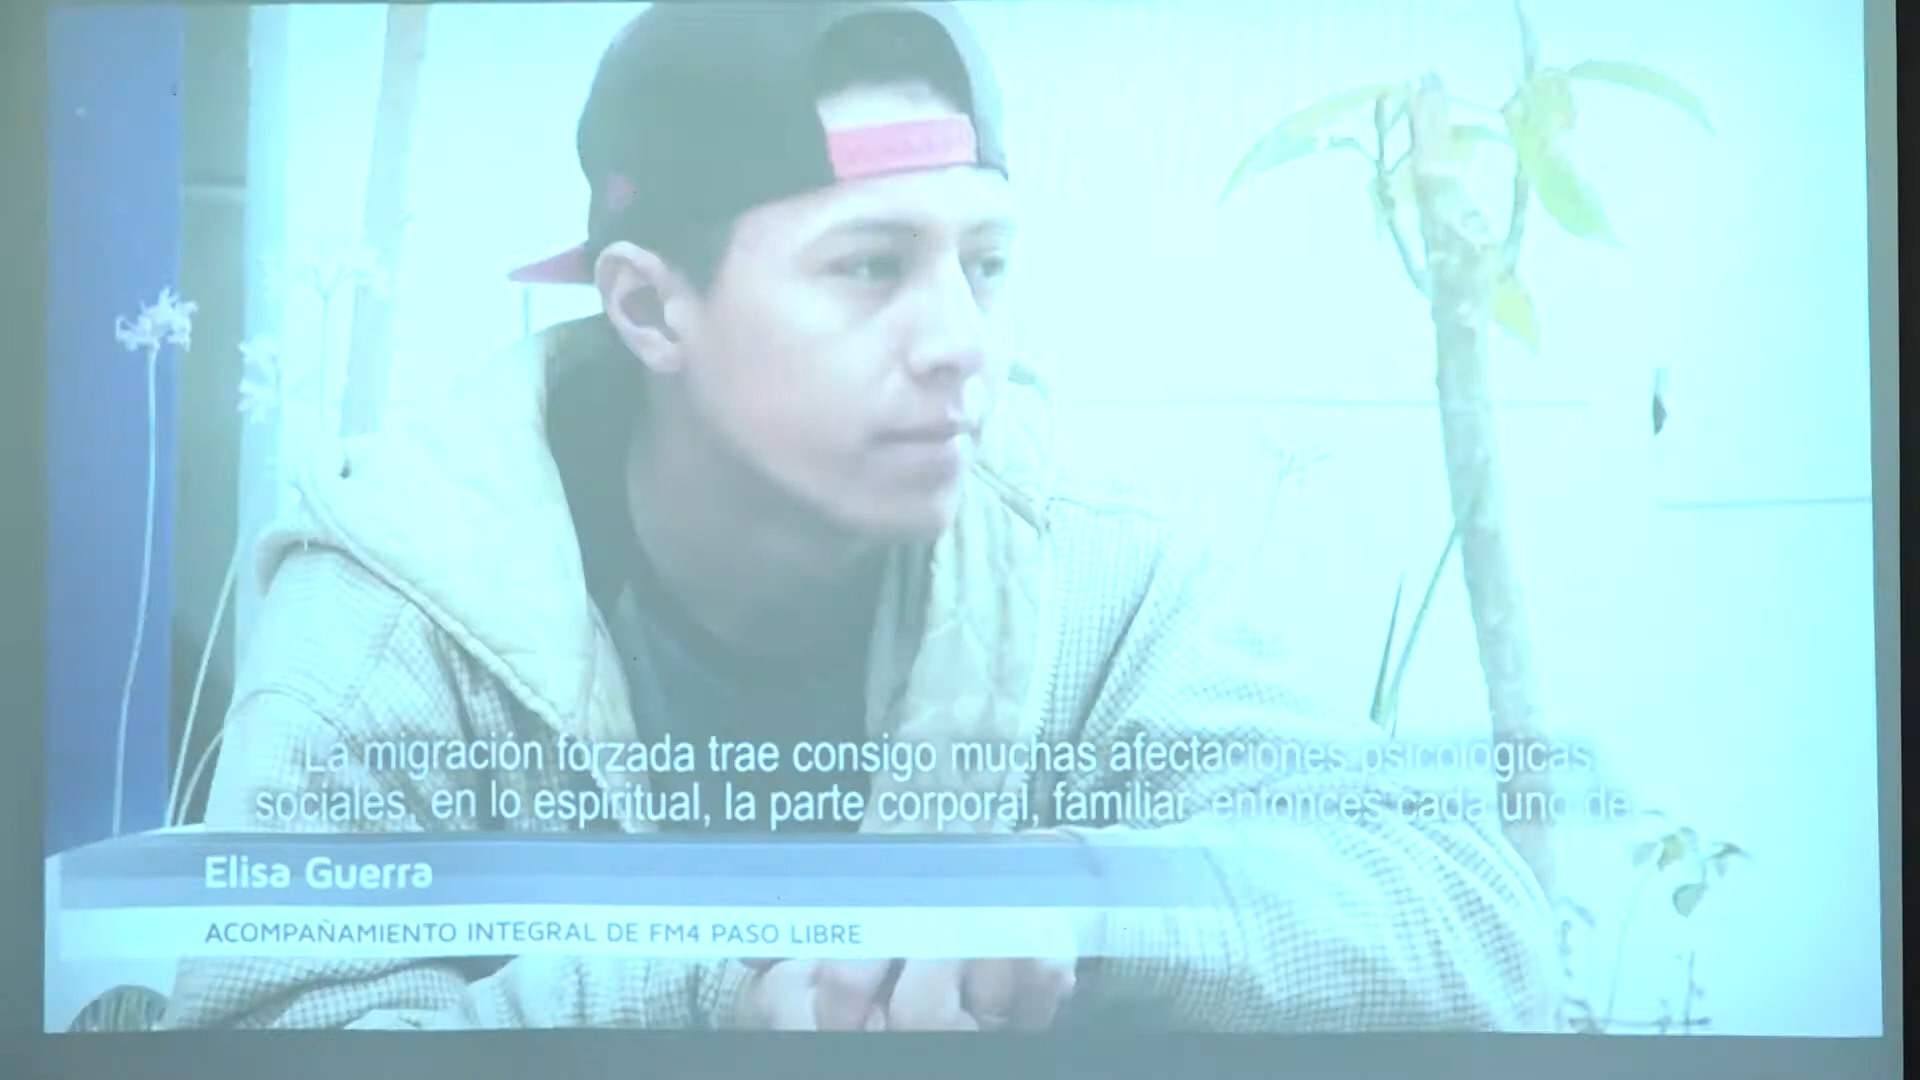 La migración forzada trae consigo muchas afectaciones psicológicas
sociales, en lo espiritual, la parte corporal, familiar, entonces cada uno de
Elisa Guerra
ACOMPAÑAMIENTO INTEGRAL DE FM4 PASO LIBRE